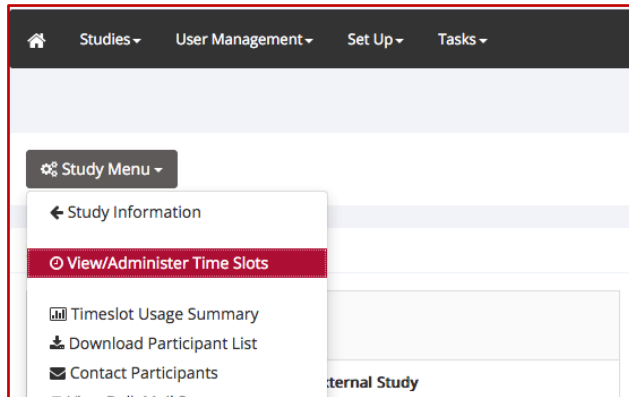 Studies User Management Set Up Tasks
Study Menu
Study Information
View/Administer Time Slots
Timeslot Usage Summary
Download Participant List
Contact Participants
ternal Study